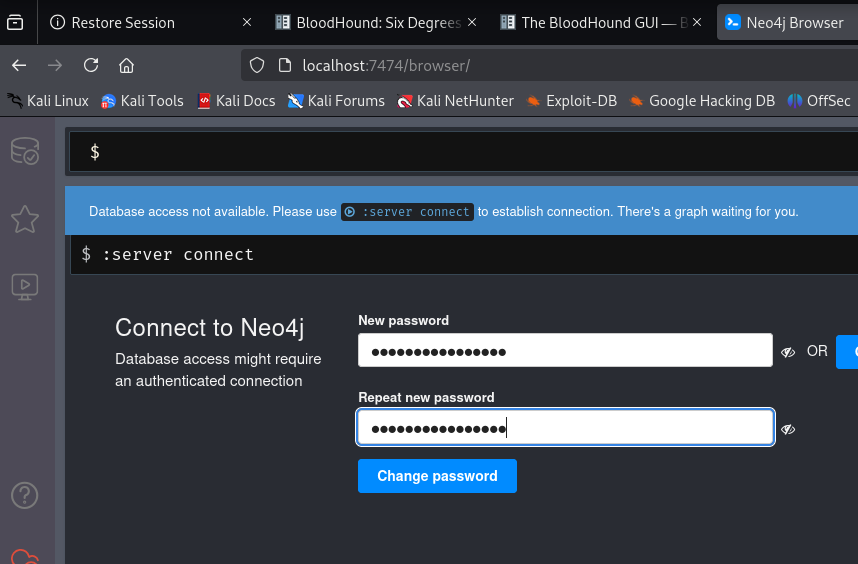 Restore Session
BloodHound: Six Degrees
The BloodHound GUI — B
Neo4j Browser
localhost:7474/browser/
Kali Linux Kali Tools Kali Docs Kali Forums Kali NetHunter Exploit-DB Google Hacking DB OffSec
$
Database access not available. Please use :server connect to establish connection. There's a graph waiting for you.
$ :server connect
Connect to Neo4j
Database access might require
an authenticated connection
New password
••••••••••••••••
OR
Repeat new password
••••••••••••••••
Change password